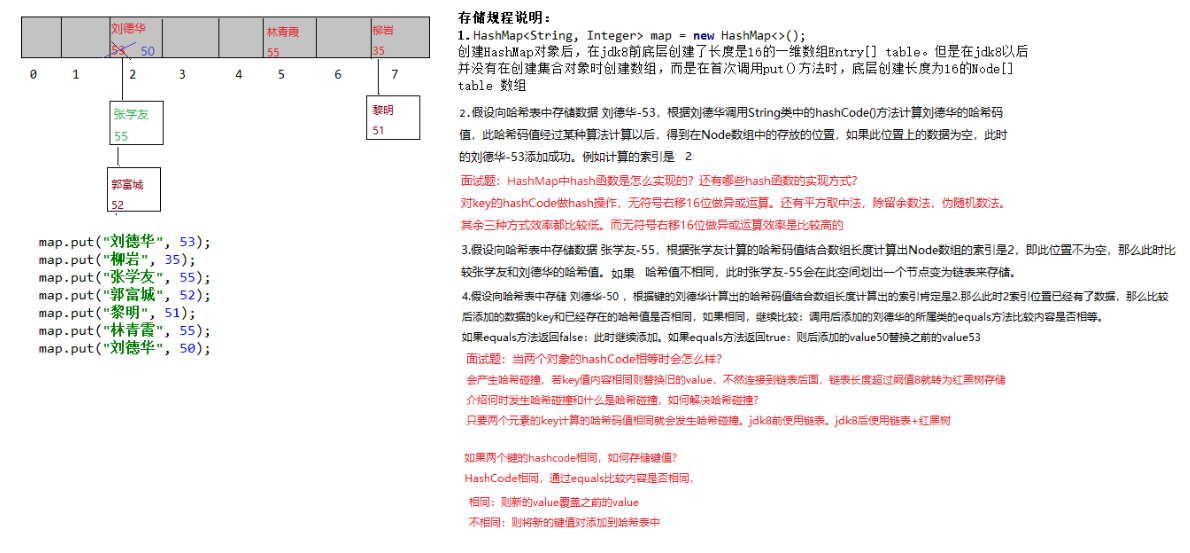 刘德华
53 50
林青霞
55
柳岩
35
0 1 2 3 4 5 6 7
张学友
55
黎明
51
郭富城
52
map.put("刘德华", 53);
map.put("柳岩", 35);
map.put("张学友", 55);
map.put("郭富城", 52);
map.put("黎明", 51);
map.put("林青霞", 55);
map.put("刘德华", 50);
存储规程说明：
1.HashMap<String, Integer> map = new HashMap<>();
创建HashMap对象后，在jdk8前底层创建了长度是16的一维数组Entry[] table。但是在jdk8以后
并没有在创建集合对象时创建数组，而是在首次调用put()方法时，底层创建长度为16的Node[]
table 数组
2.假设向哈希表中存储数据 刘德华-53，根据刘德华调用String类中的hashCode()方法计算刘德华的哈希码
值，此哈希码值经过某种算法计算以后，得到在Node数组中的存放的位置，如果此位置上的数据为空，此时
的刘德华-53添加成功。例如计算的索引是 2
面试题：HashMap中hash函数是怎么实现的？还有哪些hash函数的实现方式？
对key的hashCode做hash操作，无符号右移16位做异或运算。还有平方取中法，除留余数法，伪随机数法。
其余三种方式效率都比较低。而无符号右移16位做异或运算效率是比较高的
3.假设向哈希表中存储数据 张学友-55，根据张学友计算的哈希码值结合数组长度计算出Node数组的索引是2，即此位置不为空，那么此时比
较张学友和刘德华的哈希值。如果 哈希值不相同，此时张学友-55会在此空间划出一个节点变为链表来存储。
4.假设向哈希表中存储 刘德华-50 ，根据键的刘德华计算出的哈希码值结合数组长度计算出的索引肯定是2.那么此时2索引位置已经有了数据，那么比较
后添加的数据的key和已经存在的哈希值是否相同，如果相同，继续比较：调用后添加的刘德华的所属类的equals方法比较内容是否相等。
如果equals方法返回false：此时继续添加。如果equals方法返回true：则后添加的value50替换之前的value53
面试题：当两个对象的hashCode相等时会怎么样？
会产生哈希碰撞，若key值内容相同则替换旧的value，不然连接到链表后面，链表长度超过阙值8就转为红黑树存储
介绍何时发生哈希碰撞和什么是哈希碰撞，如何解决哈希碰撞？
只要两个元素的key计算的哈希码值相同就会发生哈希碰撞。jdk8前使用链表。jdk8后使用链表+红黑树
如果两个键的hashcode相同，如何存储键值？
HashCode相同，通过equals比较内容是否相同，
相同：则新的value覆盖之前的value
不相同：则将新的键值对添加到哈希表中